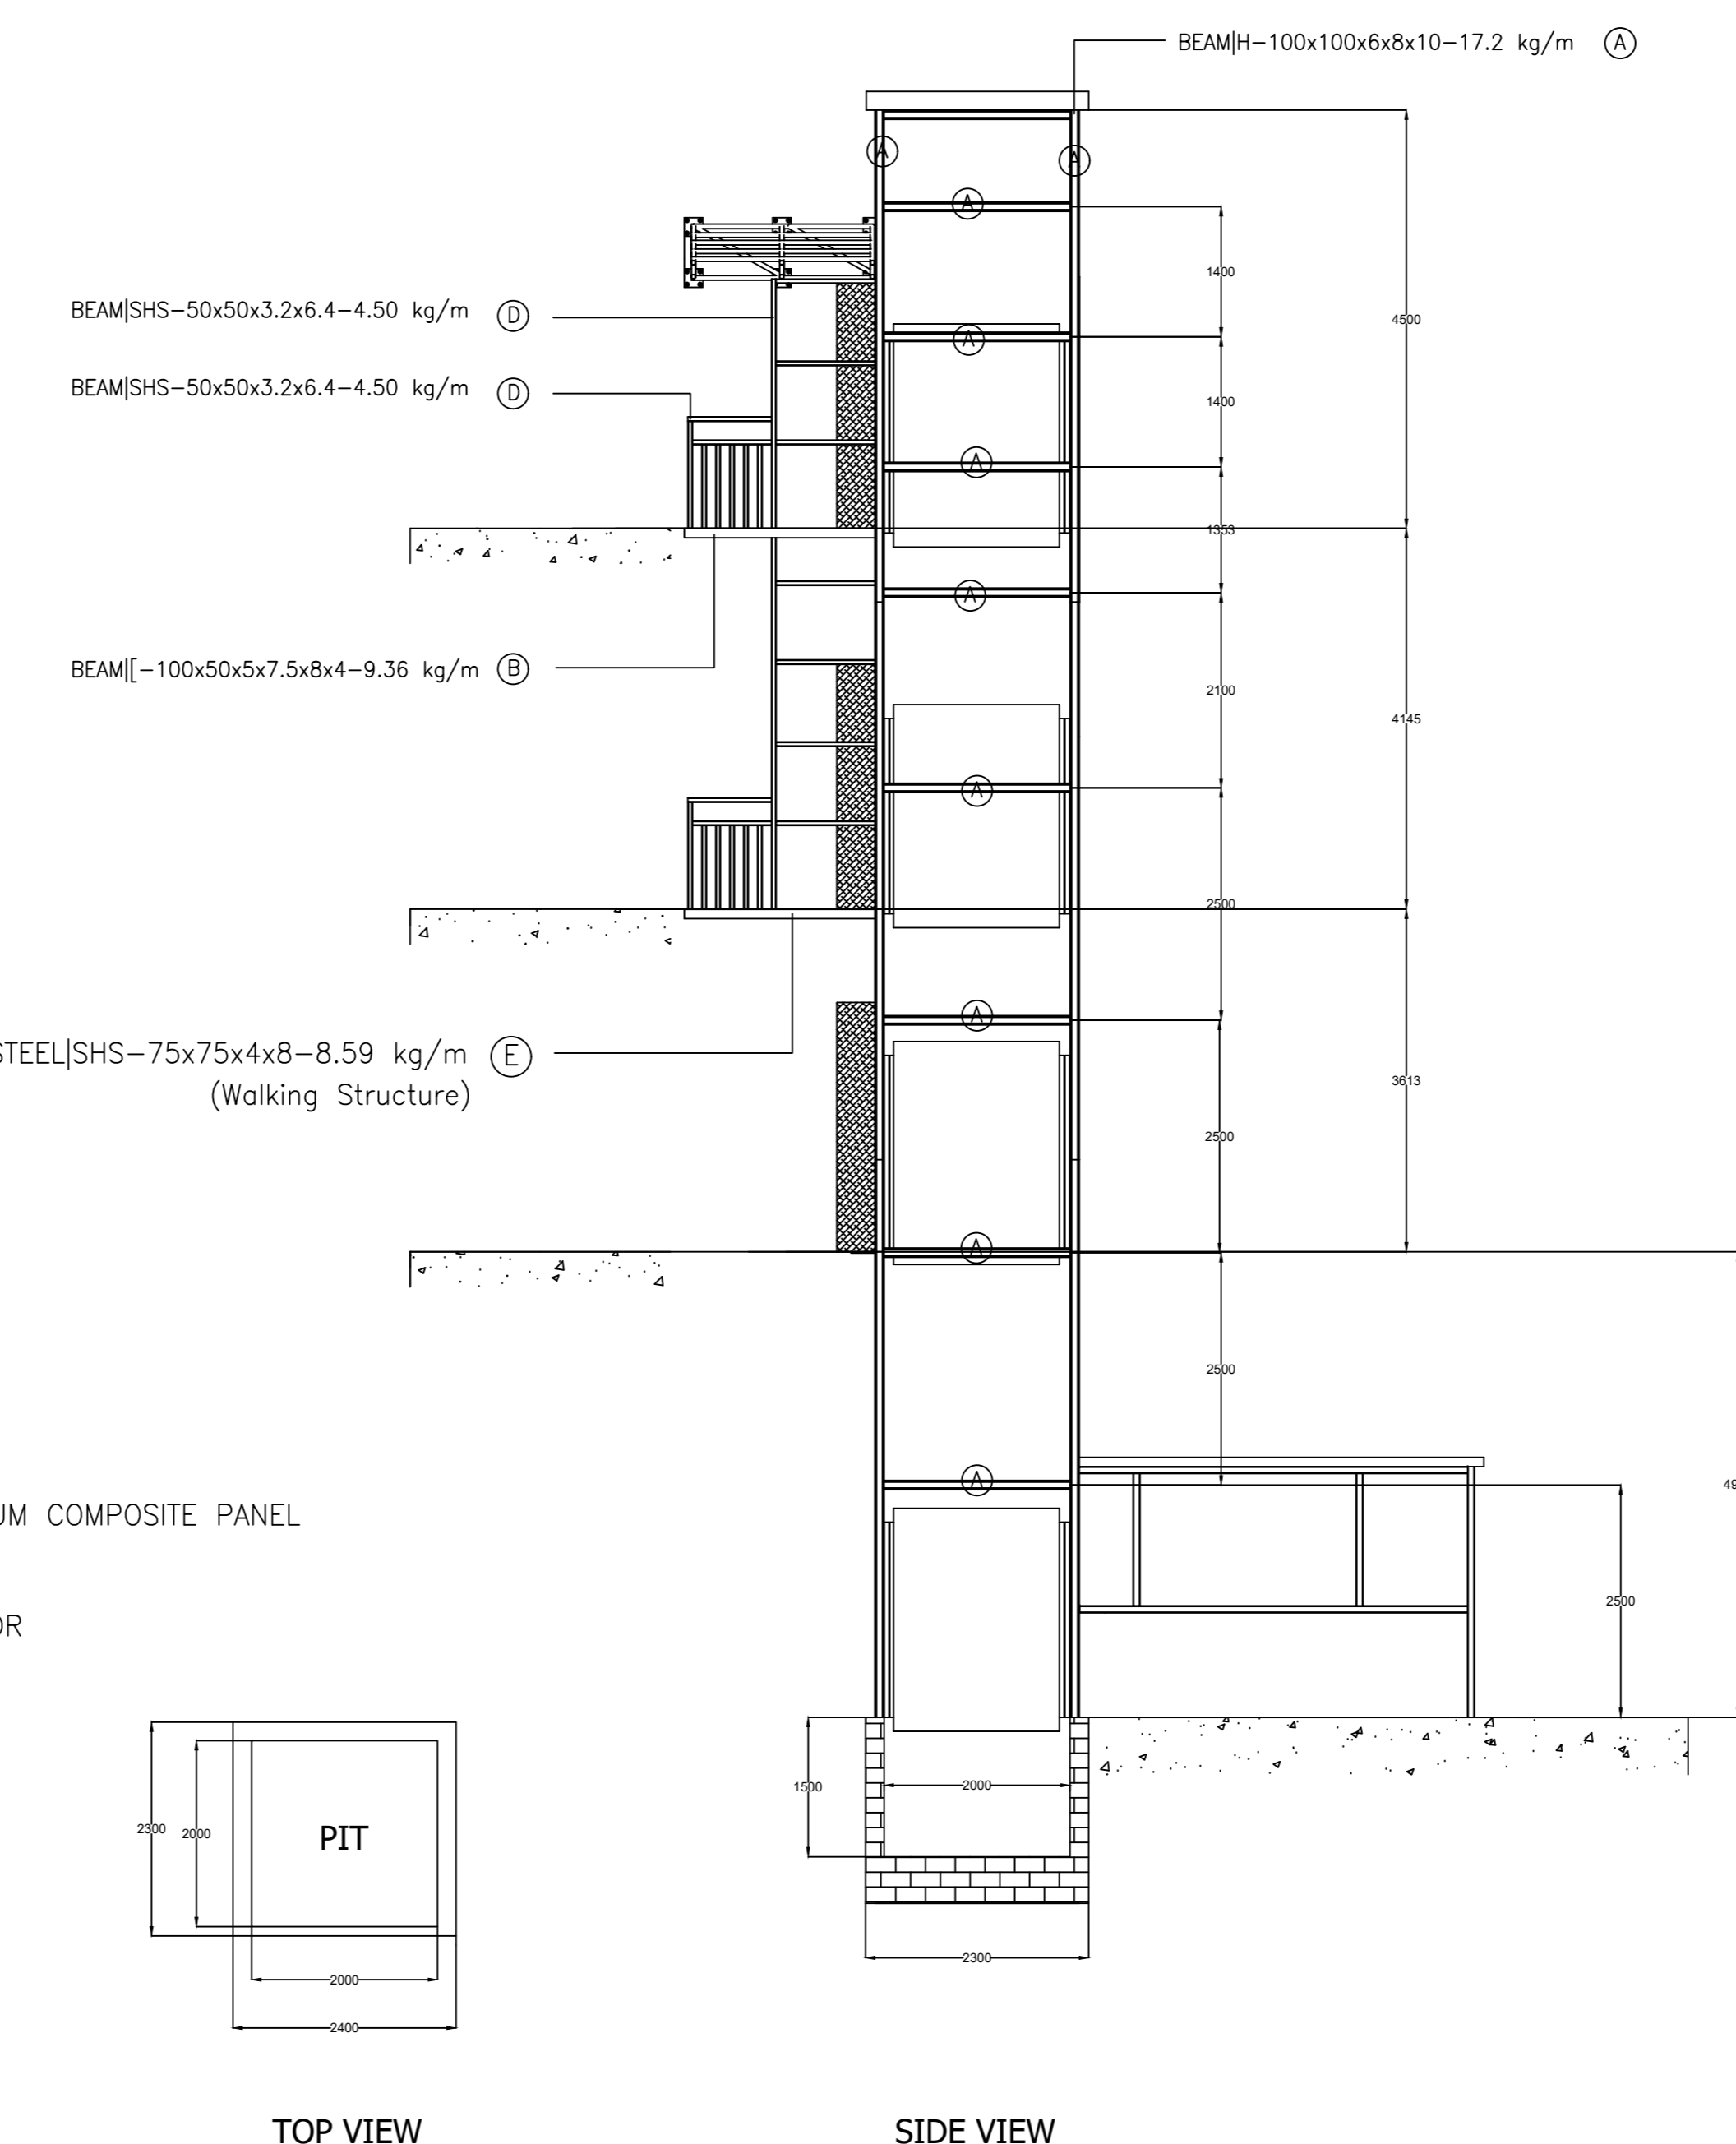 BEAM|H-100x100x6x8x10-17.2 kg/m A
A
A
A
1400
BEAM|SHS-50x50x3.2x6.4-4.50 kg/m D
4500
A
BEAM|SHS-50x50x3.2x6.4-4.50 kg/m D
1400
A
1353
A
BEAM|[-100x50x5x7.5x8x4-9.36 kg/m B
2100
4145
A
2500
A
STEEL|SHS-75x75x4x8-8.59 kg/m E
(Walking Structure)
3613
2500
A
2500
A
49
UM COMPOSITE PANEL
2500
OR
1500
2000
2300
2000
PIT
2300
2000
2400
TOP VIEW
SIDE VIEW